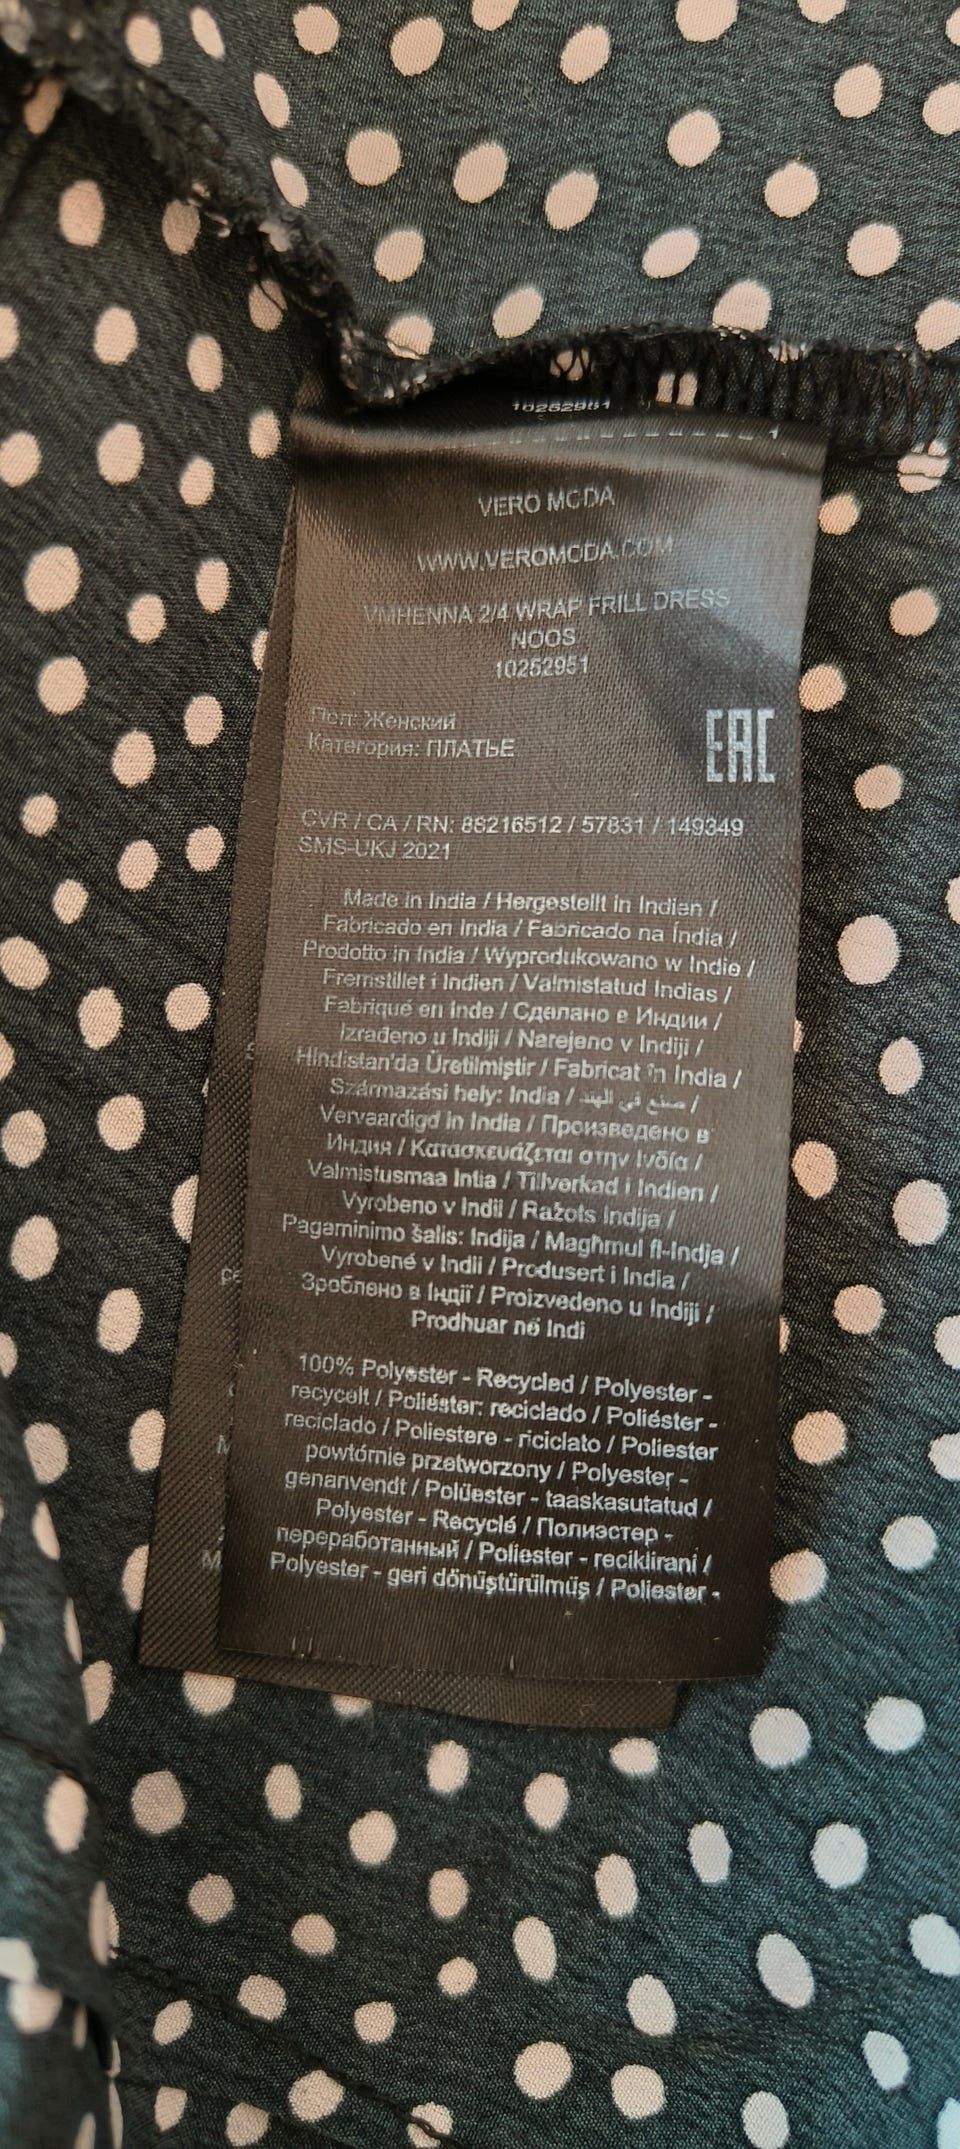 10252951
VERO MODA
WWW.VEROMODA.COM
VMHENNA 2/4 WRAP FRILL DRESS
NOOS
10252951
Пол: Женский
Категория: ПЛАТЬЕ
EAC
CVR / CA / RN: 88216512 / 57831 / 149349
SMS-UKJ 2021
Made in India / Hergestellt in Indien /
Fabricado en India / Fabricado na Índia /
Prodotto in India / Wyprodukowano w Indie /
Fremstillet i Indien / Valmistatud Indias /
Fabriqué en Inde / Сделано в Индии /
Izrađeno u Indiji / Narejeno v Indiji /
Hindistan'da Üretilmiştir / Fabricat în India /
Származási hely: India / صنع في الهند /
Vervaardigd in India / Произведено в
Индия / Κατασκευάζεται στην Ινδία /
Valmistusmaa Intia / Tillverkad i Indien /
Vyrobeno v Indii / Ražots Indija /
Pagaminimo šalis: Indija / Magħmul fl-Indja /
Vyrobené v Indii / Produsert i India /
Зроблено в Індії / Proizvedeno u Indiji /
Prodhuar në Indi
100% Polyester - Recycled / Polyester -
recycelt / Poliéster: reciclado / Poliéster -
reciclado / Poliestere - riciclato / Poliester
powtórnie przetworzony / Polyester -
genanvendt / Polüester - taaskasutatud /
Polyester - Recyclé / Полиэстер -
переработанный / Poliester - reciklirani /
Polyester - geri dönüştürülmüş / Poliester -